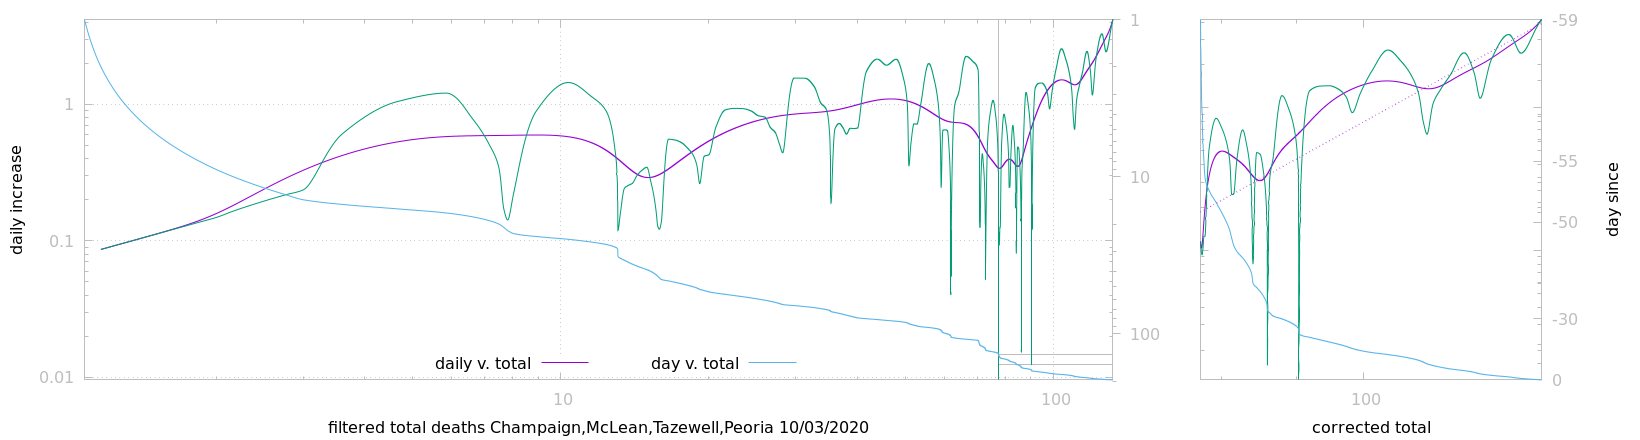 1
-59
1
daily increase
10
-55
day since
-50
0.1
-30
100
daily v. total
day v. total
0.01
0
10
100
100
filtered total deaths Champaign,McLean,Tazewell,Peoria 10/03/2020
corrected total